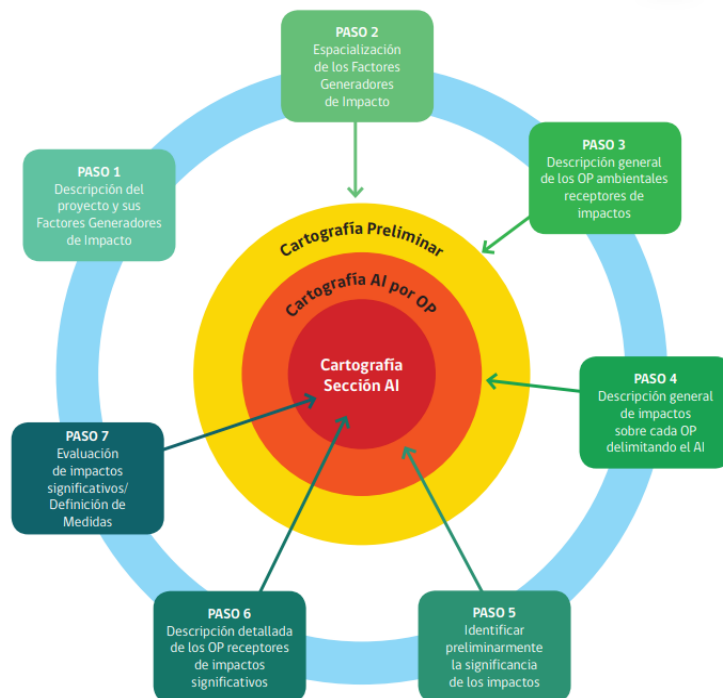 PASO 2
Espacialización
de los Factores
Generadores
de Impacto
PASO 1
Descripción del
proyecto y sus
Factores Generadores
de Impacto
PASO 3
Descripción general
de los OP ambientales
receptores de
impactos
Cartografía Preliminar
Cartografía AI por OP
Cartografía
Sección AI
PASO 4
Descripción general
de impactos
sobre cada OP
delimitando el AI
PASO 7
Evaluación
de impactos
significativos/
Definición de
Medidas
PASO 6
Descripción detallada
de los OP receptores
de impactos
significativos
PASO 5
Identificar
preliminarmente
la significancia
de los impactos